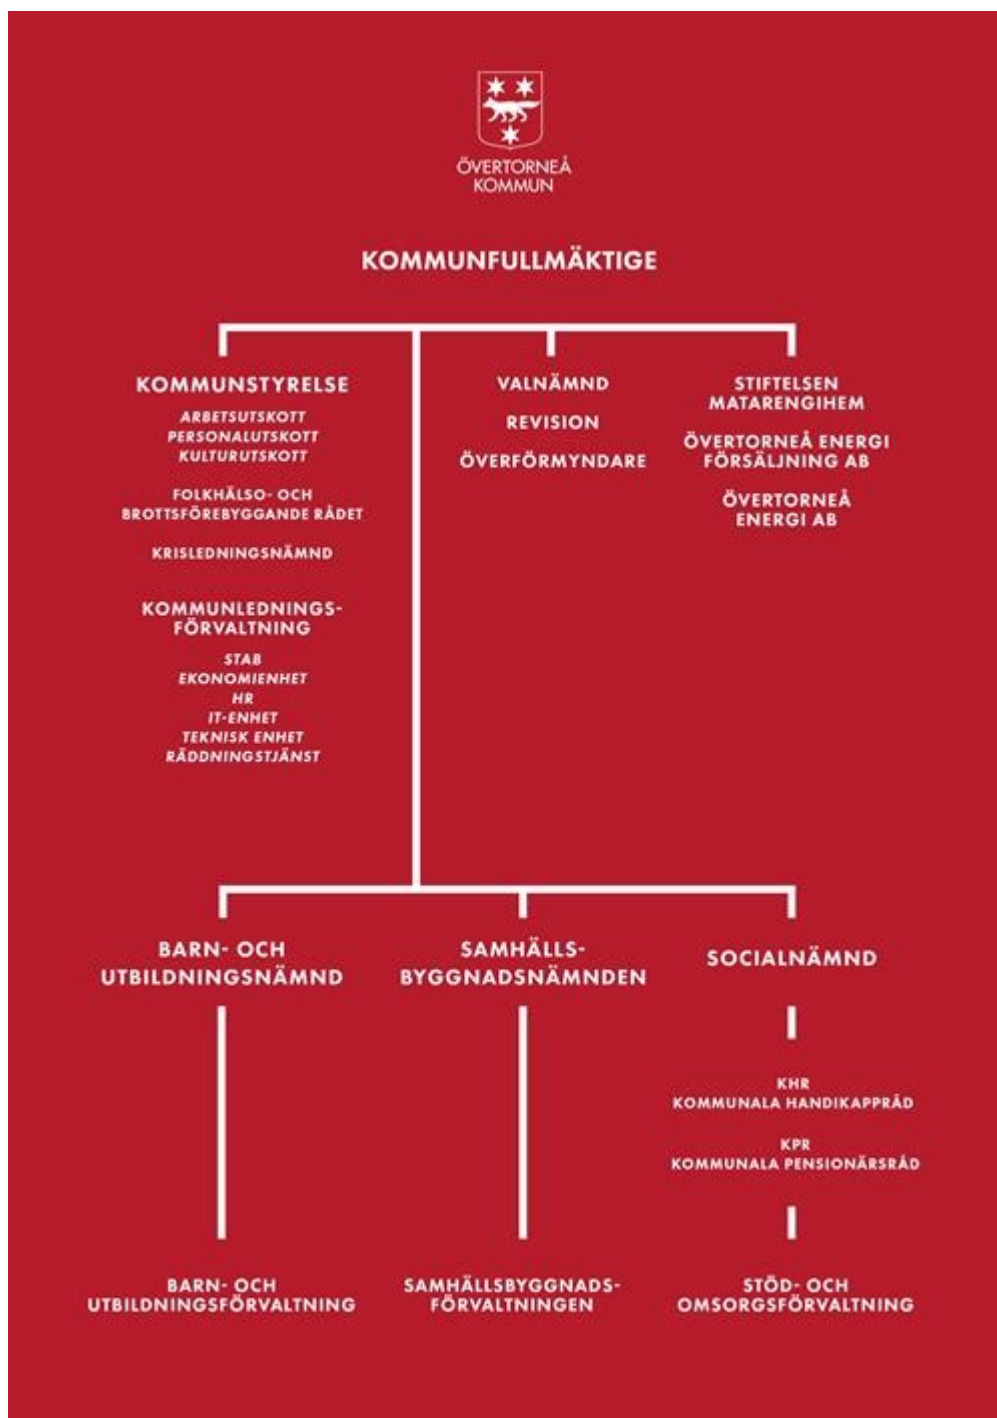 ÖVERTORNEÅ
KOMMUN
KOMMUNFULLMÄKTIGE
KOMMUNSTYRELSE
ARBETSUTSKOTT
PERSONALUTSKOTT
KULTURUTSKOTT
FOLKHÄLSO- OCH
BROTTSFÖREBYGGANDE RÅDET
KRISLEDNINGSNÄMND
KOMMUNLEDNINGS-
FÖRVALTNING
STAB
EKONOMIENHET
HR
IT-ENHET
TEKNISK ENHET
RÄDDNINGSTJÄNST
VALNÄMND
REVISION
ÖVERFÖRMYNDARE
STIFTELSEN
MATARENGIHEM
ÖVERTORNEÅ ENERGI
FÖRSÄLJNING AB
ÖVERTORNEÅ
ENERGI AB
BARN- OCH
UTBILDNINGSNÄMND
SAMHÄLLS-
BYGGNADSNÄMNDEN
SOCIALNÄMND
KHR
KOMMUNALA HANDIKAPPRÅD
KPR
KOMMUNALA PENSIONÄRSRÅD
BARN- OCH
UTBILDNINGSFÖRVALTNING
SAMHÄLLSBYGGNADS-
FÖRVALTNINGEN
STÖD- OCH
OMSORGSFÖRVALTNING